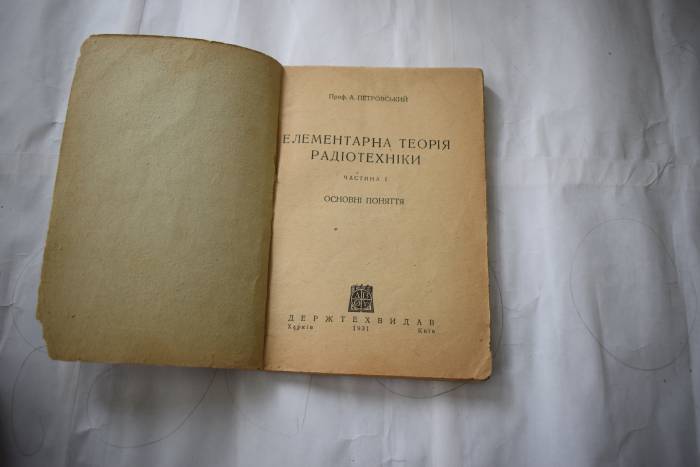 Проф. А. ПЕТРОВСЬКИЙ
ЕЛЕМЕНТАРНА ТЕОРІЯ
РАДІОТЕХНІКИ
ЧАСТИНА І
ОСНОВНІ ПОНЯТТЯ
ДЕРЖТЕХВИДАВ
Харків 1931 Київ